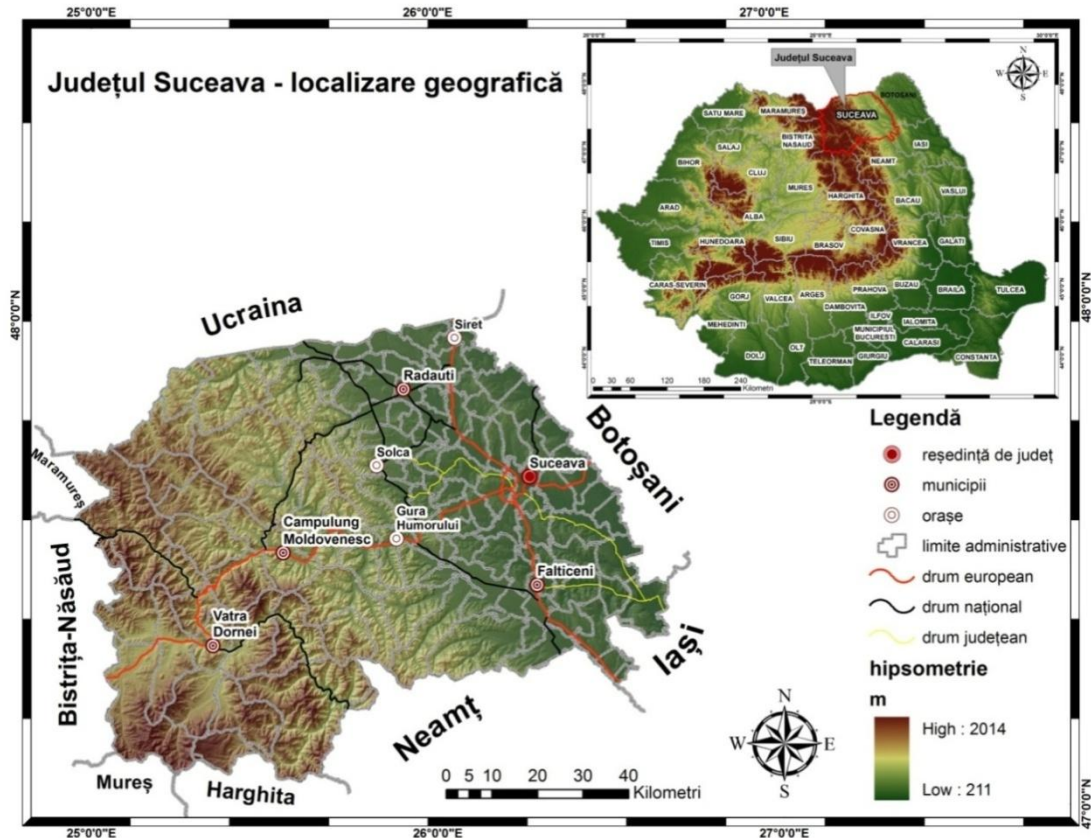 25°0'0"E
26°0'0"E
27°0'0"E
Județul Suceava - localizare geografică
Județul Suceava
N
W
E
S
BOTOSANI
SATU MARE
MARAMUREȘ
SUCEAVA
BISTRITA
NASAUD
IASI
SALAJ
NEAMT
BIHOR
CLUJ
MURES
HARGHITA
VASLUI
BACAU
ARAD
ALBA
COVASNA
TIMIS
HUNEDOARA
SIBIU
BRASOV
VRANCEA
GALATI
CARAS-SEVERIN
GORJ
VALCEA
ARGES
PRAHOVA
BUZAU
BRAILA
TULCEA
DAMBOVITA
ILFOV
MEHEDINTI
MUNICIPIUL
BUCURESTI
IALOMITA
CALARASI
DOLJ
OLT
TELEORMAN
GIURGIU
CONSTANTA
0 30 60 120 180 240
Kilometri
48°0'0"N
48°0'0"N
Ucraina
Siret
Radauti
Botoșani
Solca
Suceava
Maramureș
Gura
Humorului
Campulung
Moldovenesc
Bistrița-Năsăud
Falticeni
Vatra
Dornei
Iași
Neamț
Mureș
Harghita
Legendă
reședință de județ
municipii
orașe
limite administrative
drum european
drum național
drum județean
hipsometrie
m
High : 2014
Low : 211
N
W
E
S
0 5 10 20 30 40
Kilometri
47°0'0"N
25°0'0"E
26°0'0"E
27°0'0"E